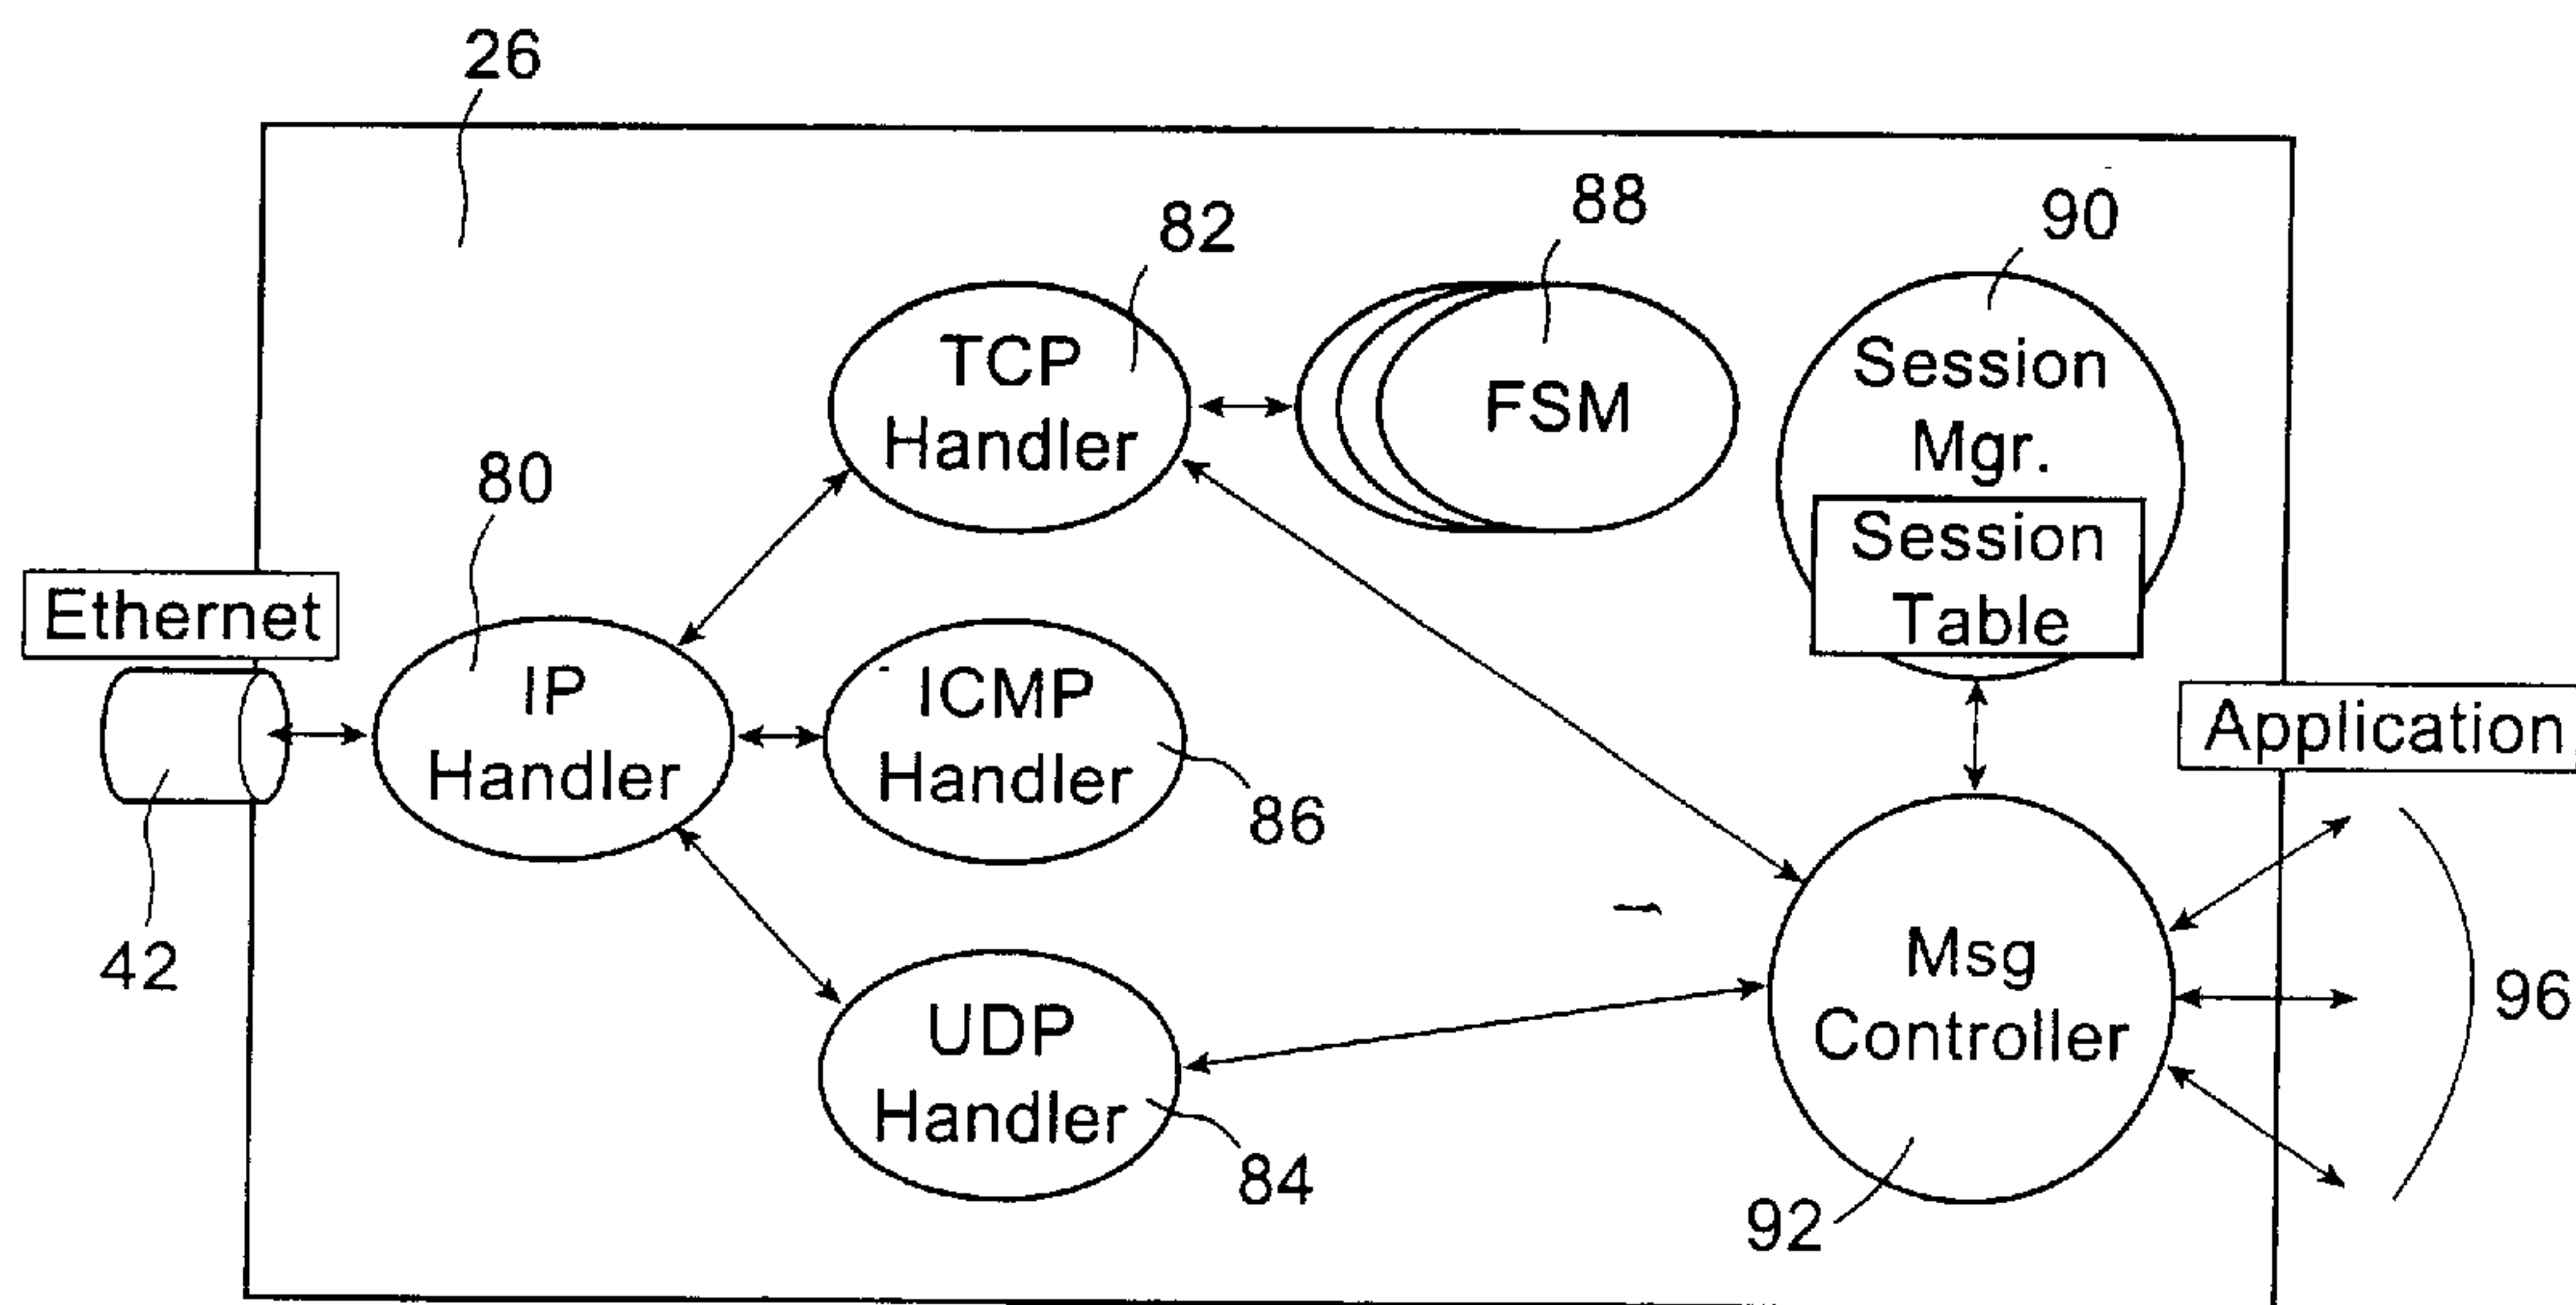 26
82
88
90
TCP
Handler
FSM
Session
Mgr.
Session
Table
80
Ethernet
IP
Handler
ICMP
Handler
86
Application
42
UDP
Handler
84
Msg
Controller
92
96